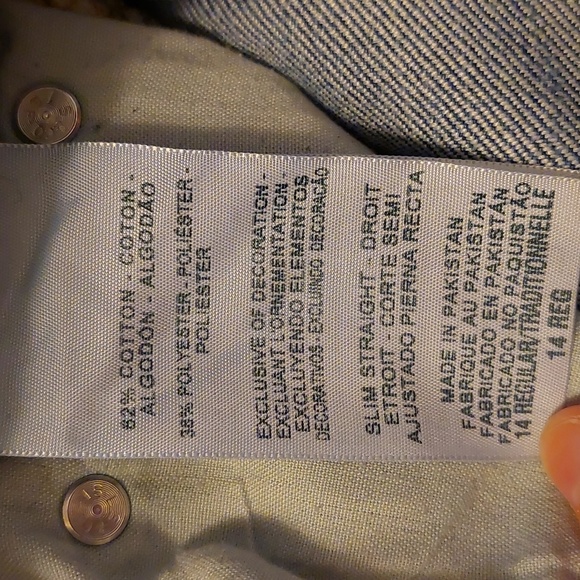 62% COTTON - COTON -
ALGODÓN - ALGODÃO
38% POLYESTER - POLIÉSTER -
POLIESTER
EXCLUSIVE OF DECORATION -
EXCLUANT L'ORNEMENTATION -
EXCLUYENDO ELEMENTOS
DECORATIVOS - EXCLUINDO DECORAÇÃO
SLIM STRAIGHT - DROIT
ETROIT - CORTE SEMI
AJUSTADO PIERNA RECTA
MADE IN PAKISTAN
FABRIQUE AU PAKISTAN
FABRICADO EN PAKISTÁN
FABRICADO NO PAQUISTÃO
14 REGULAR/TRADITIONNELLE
14 REG